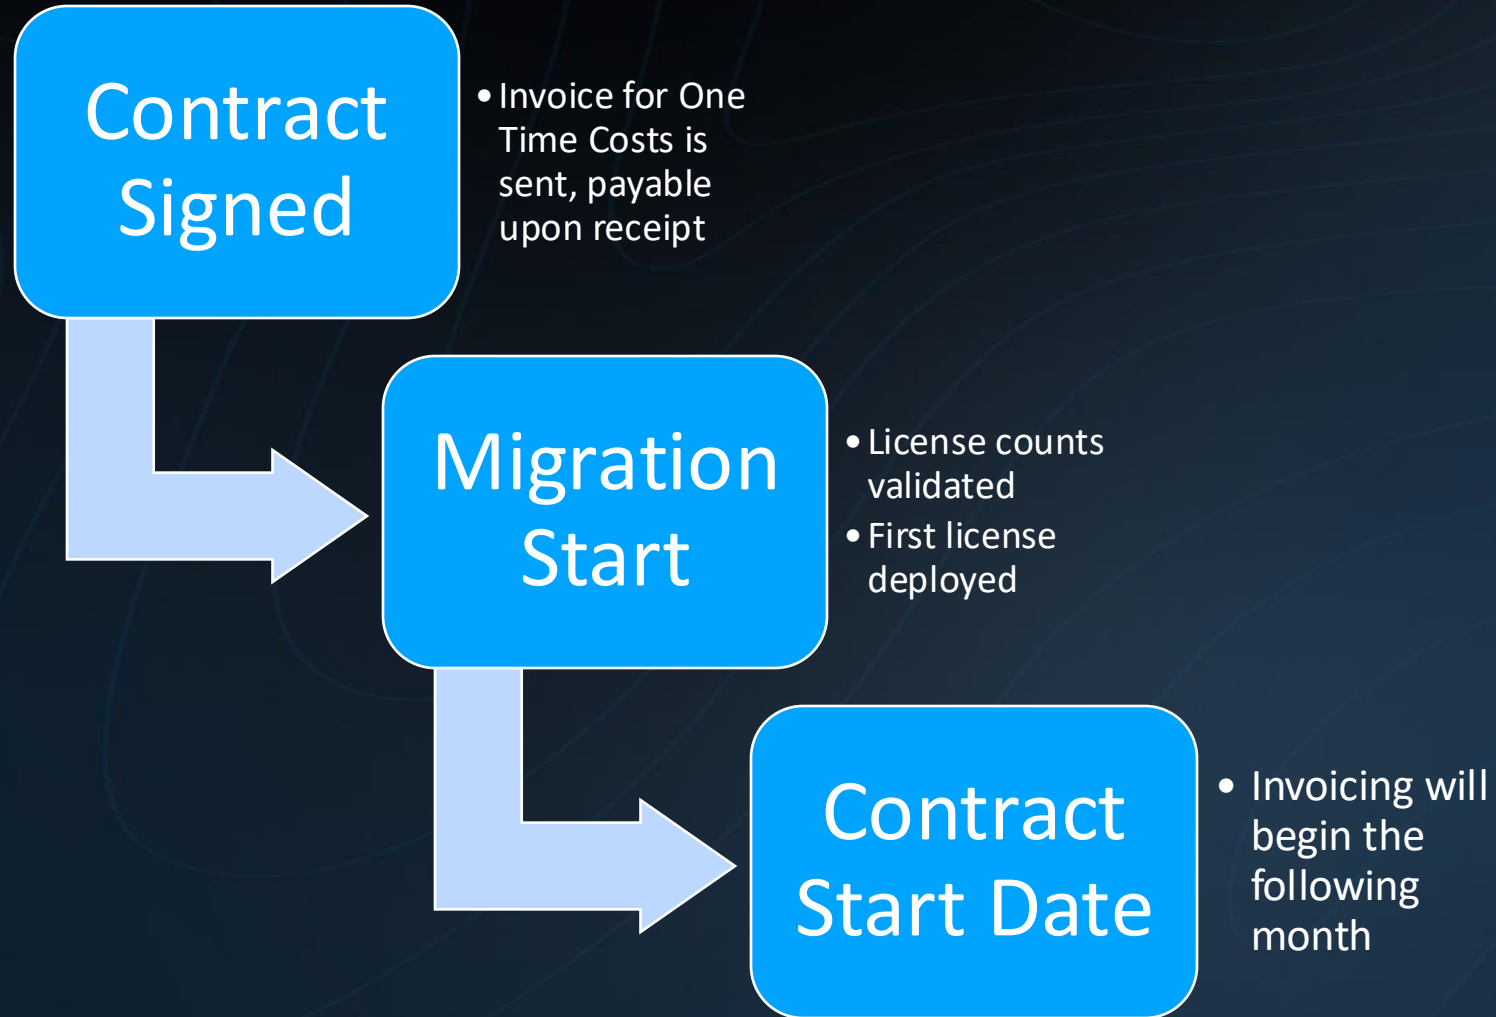 Contract
Signed
• Invoice for One
Time Costs is
sent, payable
upon receipt
Migration
Start
• License counts
validated
• First license
deployed
Contract
Start Date
• Invoicing will
begin the
following
month